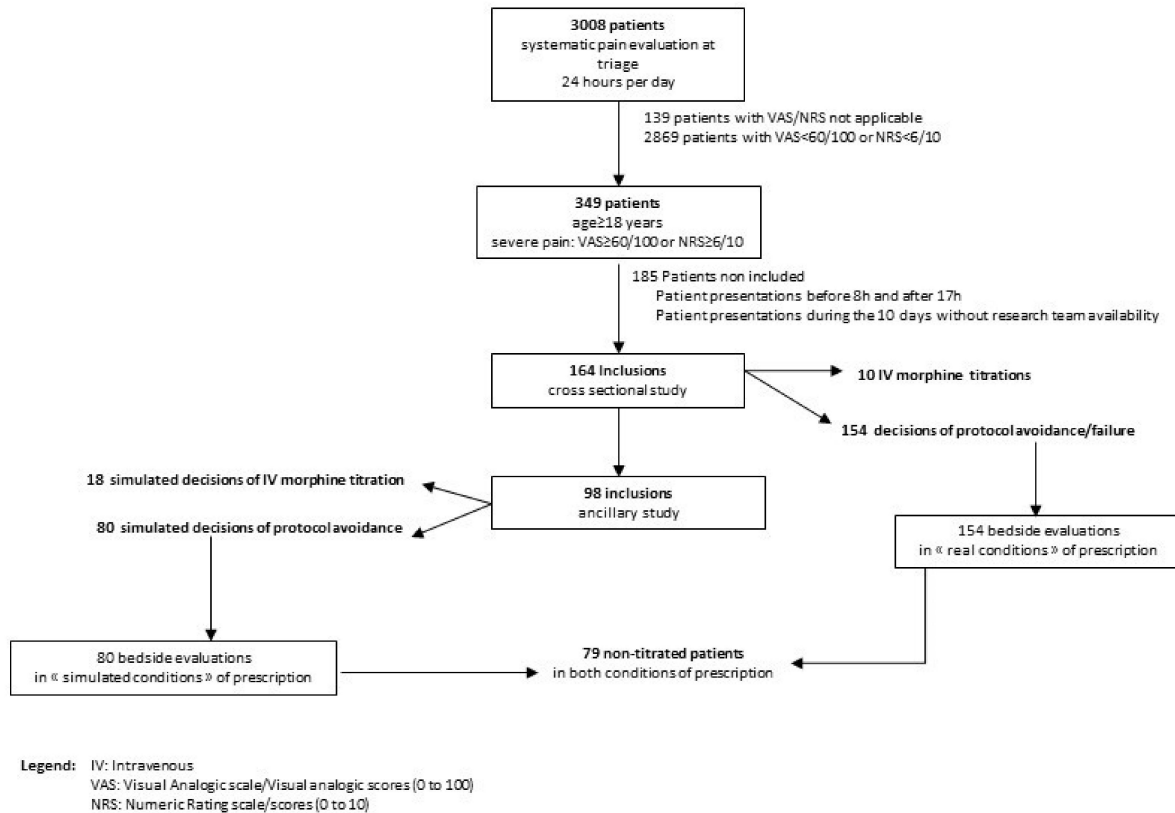 3008 patients
systematic pain evaluation at
triage
24 hours per day
139 patients with VAS/NRS not applicable
2869 patients with VAS<60/100 or NRS<6/10
349 patients
age≥18 years
severe pain: VAS≥60/100 or NRS≥6/10
185 Patients non included
Patient presentations before 8h and after 17h
Patient presentations during the 10 days without research team availability
164 Inclusions
cross sectional study
10 IV morphine titrations
154 decisions of protocol avoidance/failure
18 simulated decisions of IV morphine titration
98 inclusions
ancillary study
80 simulated decisions of protocol avoidance
154 bedside evaluations
in « real conditions » of prescription
80 bedside evaluations
in « simulated conditions » of prescription
79 non-titrated patients
in both conditions of prescription
Legend: IV: Intravenous
VAS: Visual Analogic scale/Visual analogic scores (0 to 100)
NRS: Numeric Rating scale/scores (0 to 10)